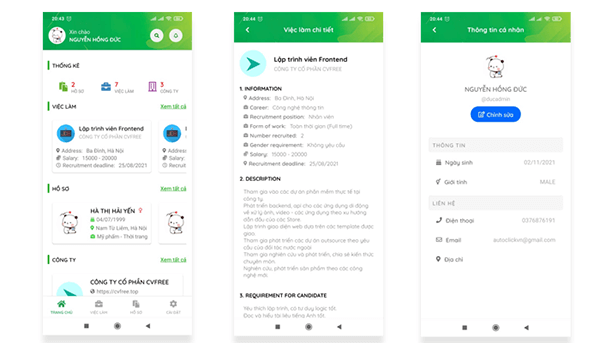 20:43
Xin chào
NGUYỄN HỒNG ĐỨC
THỐNG KÊ
2
HỒ SƠ
7
VIỆC LÀM
3
CÔNG TY
VIỆC LÀM
Xem tất cả
Lập trình viên Frontend
CÔNG TY CỔ PHẦN CVFREE
Address: Ba Đình, Hà Nội
Salary: 15000 - 20000
Recruitment deadline: 25/08/2021
HỒ SƠ
Xem tất cả
HÀ THỊ HẢI YẾN
04/07/1999
Nam Từ Liêm, Hà Nội
Mỹ phẩm - Thời trang
CÔNG TY
Xem tất cả
CÔNG TY CỔ PHẦN CVFREE
https://cvfree.top
TRANG CHỦ
VIỆC LÀM
HỒ SƠ
CÀI ĐẶT
20:44
Việc làm chi tiết
Lập trình viên Frontend
CÔNG TY CỔ PHẦN CVFREE
1. INFORMATION
Address: Ba Đình, Hà Nội
Career: Công nghệ thông tin
Recruitment position: Nhân viên
Form of work: Toàn thời gian (Full time)
Number recruited: 2
Gender requirement: Không yêu cầu
Salary: 15000 - 20000
Recruitment deadline: 25/08/2021
2. DESCRIPTION
Tham gia vào các dự án phần mềm thực tế tại
công ty.
Phát triển backend, api cho các ứng dụng di động
về xử lý ảnh, video - các ứng dụng theo xu hướng
dẫn đầu của các Store.
Lập trình giao diện web dựa trên các template được
giao.
Tham gia phát triển các dự án outsource theo yêu
cầu của đối tác nước ngoài
Tham gia nghiên cứu và phát triển, chia sẻ kiến thức
chuyên môn.
Nghiên cứu, phát triển sản phẩm theo các công
nghệ mới.
3. REQUIREMENT FOR CANDIDATE
Yêu thích lập trình, có tư duy logic tốt
Đọc và hiểu tài liệu tiếng Anh tốt.
20:44
Thông tin cá nhân
NGUYỄN HỒNG ĐỨC
@ducadmin
Chỉnh sửa
THÔNG TIN
Ngày sinh
02/11/2021
Giới tính
MALE
LIÊN HỆ
Điện thoại
0376876191
Email
autoclickvn@gmail.com
Địa chỉ